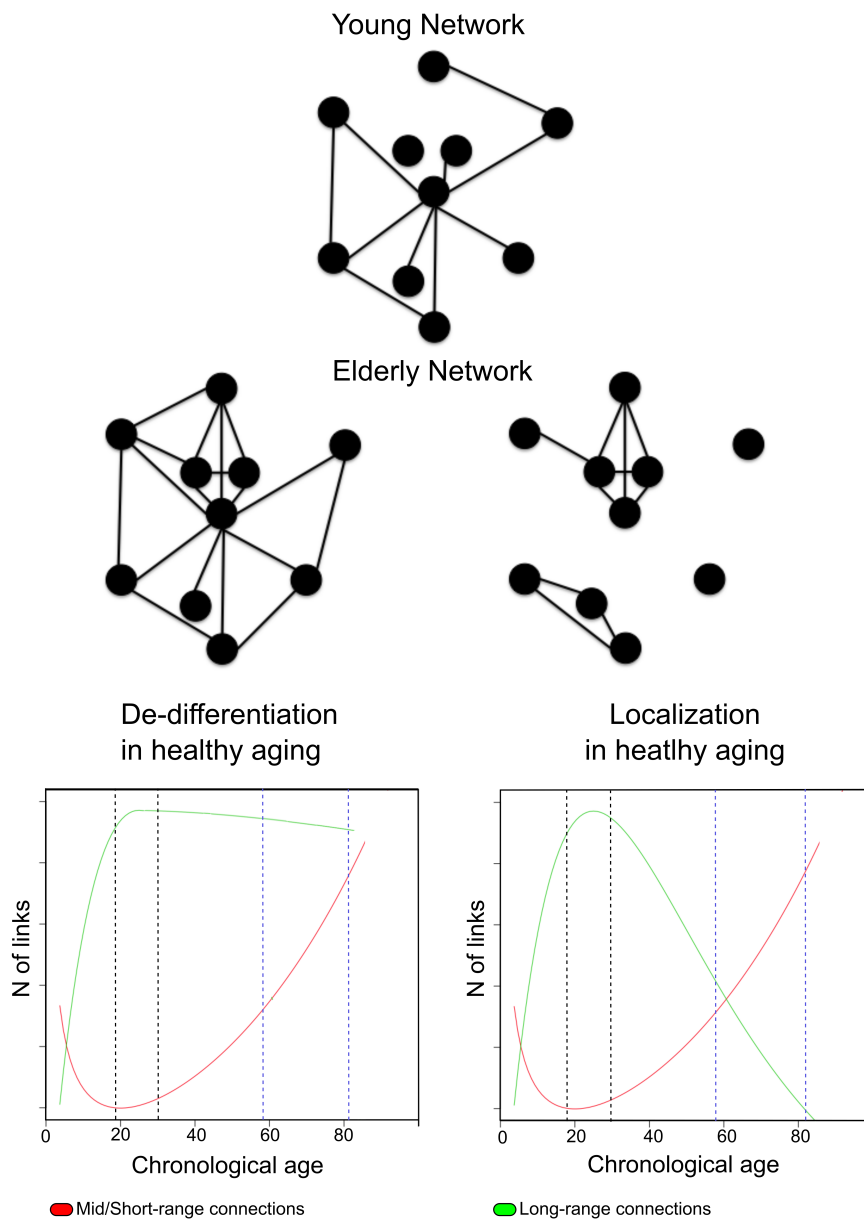 Young Network
Elderly Network
De-differentiation
in healthy aging
Localization
in heatlhy aging
N of links
0 20 40 60 80
Chronological age
N of links
0 20 40 60 80
Chronological age
Mid/Short-range connections
Long-range connections